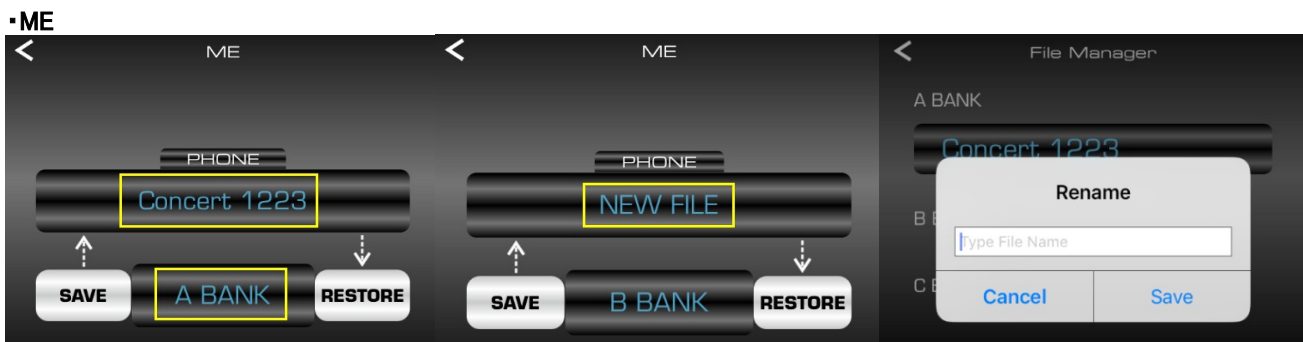 ▪ME
ME
PHONE
Concert 1223
SAVE
A BANK
RESTORE
ME
PHONE
NEW FILE
SAVE
B BANK
RESTORE
File Manager
A BANK
Concert 1223
Rename
B
Type File Name
C
Cancel
Save